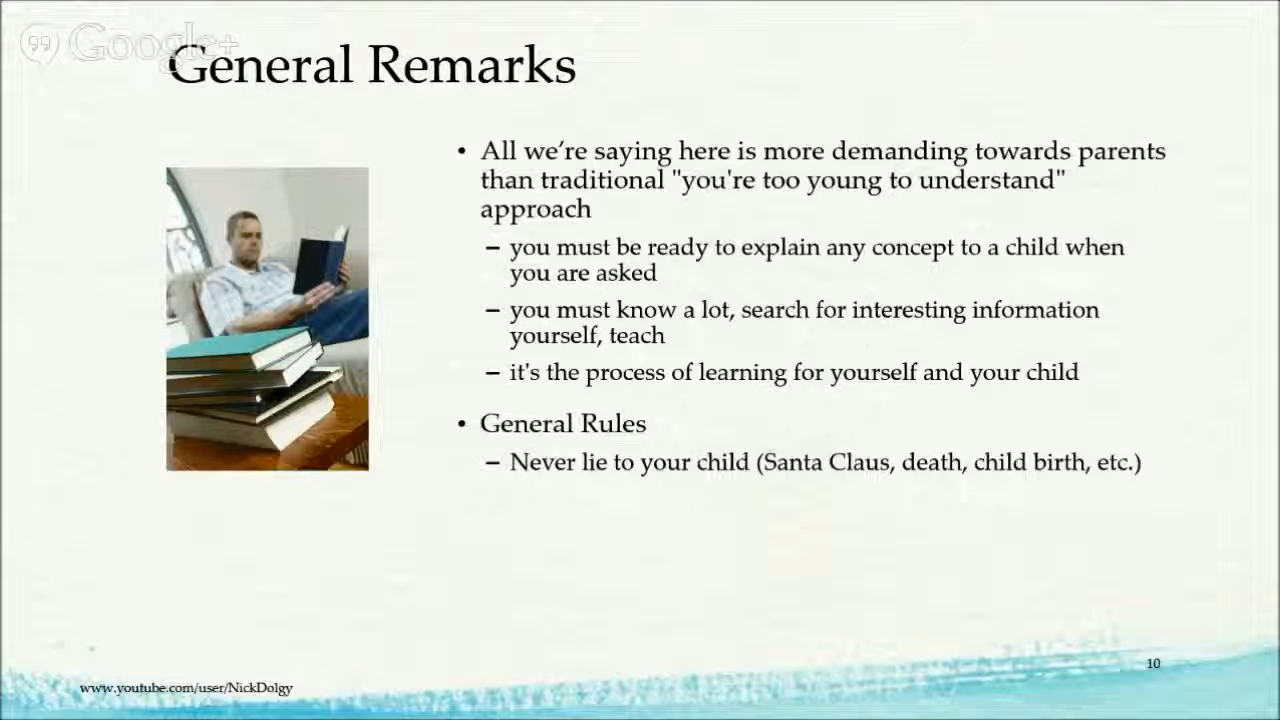 Google+
General Remarks
• All we're saying here is more demanding towards parents
than traditional "you're too young to understand"
approach
– you must be ready to explain any concept to a child when
you are asked
– you must know a lot, search for interesting information
yourself, teach
– it's the process of learning for yourself and your child
• General Rules
– Never lie to your child (Santa Claus, death, child birth, etc.)
10
www.youtube.com/user/NickDolgy